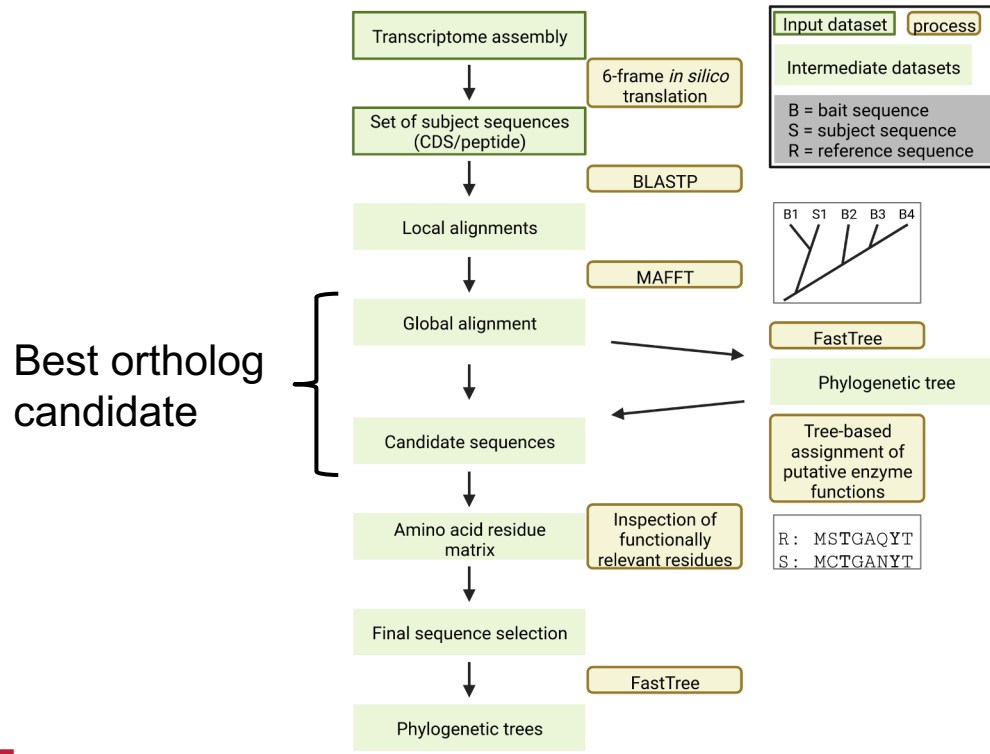 Transcriptome assembly
6-frame in silico
translation
Set of subject sequences
(CDS/peptide)
BLASTP
Local alignments
MAFFT
Global alignment
Best ortholog
candidate
Candidate sequences
Amino acid residue
matrix
Inspection of
functionally
relevant residues
Final sequence selection
FastTree
Phylogenetic trees
Input dataset
process
Intermediate datasets
B = bait sequence
S = subject sequence
R = reference sequence
B1 S1 B2 B3 B4
FastTree
Phylogenetic tree
Tree-based
assignment of
putative enzyme
functions
R: MSTGAQYT
S: MCTGANYT